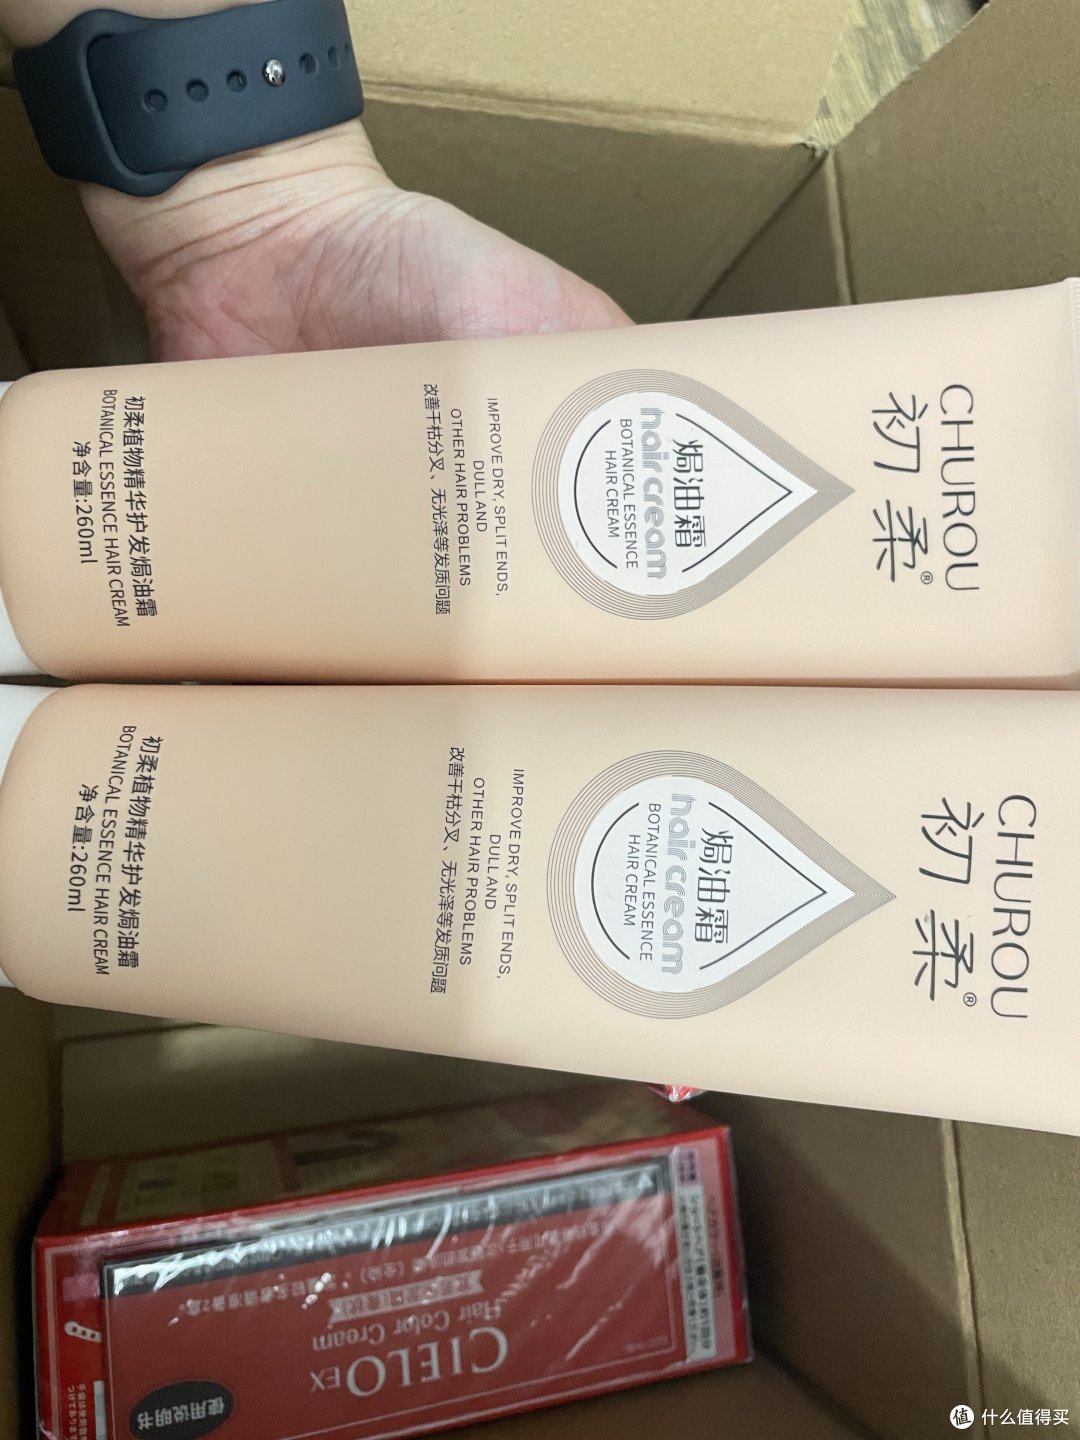 CHUROU
初柔®
焗油霜
hair cream
BOTANICAL ESSENCE
HAIR CREAM
IMPROVE DRY, SPLIT ENDS,
DULL AND
OTHER HAIR PROBLEMS
改善干枯分叉、无光泽等发质问题
初柔植物精华护发焗油霜
BOTANICAL ESSENCE HAIR CREAM
净含量:260ml
CHUROU
初柔®
焗油霜
hair cream
BOTANICAL ESSENCE
HAIR CREAM
IMPROVE DRY, SPLIT ENDS,
DULL AND
OTHER HAIR PROBLEMS
改善干枯分叉、无光泽等发质问题
初柔植物精华护发焗油霜
BOTANICAL ESSENCE HAIR CREAM
净含量:260ml
使用说明书
CIELO EX
Hair Color Cream
值 什么值得买